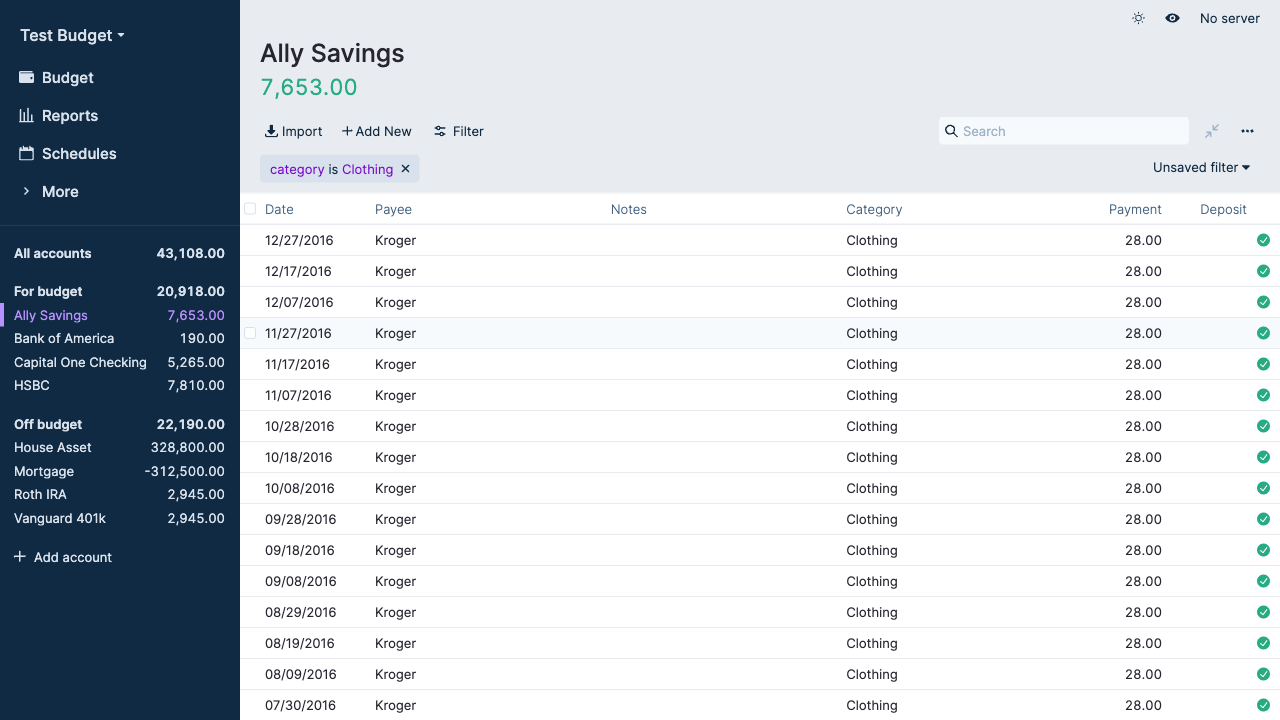 Test Budget
Budget
Reports
Schedules
More
All accounts 43,108.00
For budget 20,918.00
Ally Savings 7,653.00
Bank of America 190.00
Capital One Checking 5,265.00
HSBC 7,810.00
Off budget 22,190.00
House Asset 328,800.00
Mortgage -312,500.00
Roth IRA 2,945.00
Vanguard 401k 2,945.00
Add account
No server
Ally Savings
7,653.00
Import Add New Filter Search
category is Clothing Unsaved filter
Date Payee Notes Category Payment Deposit
12/27/2016 Kroger Clothing 28.00
12/17/2016 Kroger Clothing 28.00
12/07/2016 Kroger Clothing 28.00
11/27/2016 Kroger Clothing 28.00
11/17/2016 Kroger Clothing 28.00
11/07/2016 Kroger Clothing 28.00
10/28/2016 Kroger Clothing 28.00
10/18/2016 Kroger Clothing 28.00
10/08/2016 Kroger Clothing 28.00
09/28/2016 Kroger Clothing 28.00
09/18/2016 Kroger Clothing 28.00
09/08/2016 Kroger Clothing 28.00
08/29/2016 Kroger Clothing 28.00
08/19/2016 Kroger Clothing 28.00
08/09/2016 Kroger Clothing 28.00
07/30/2016 Kroger Clothing 28.00